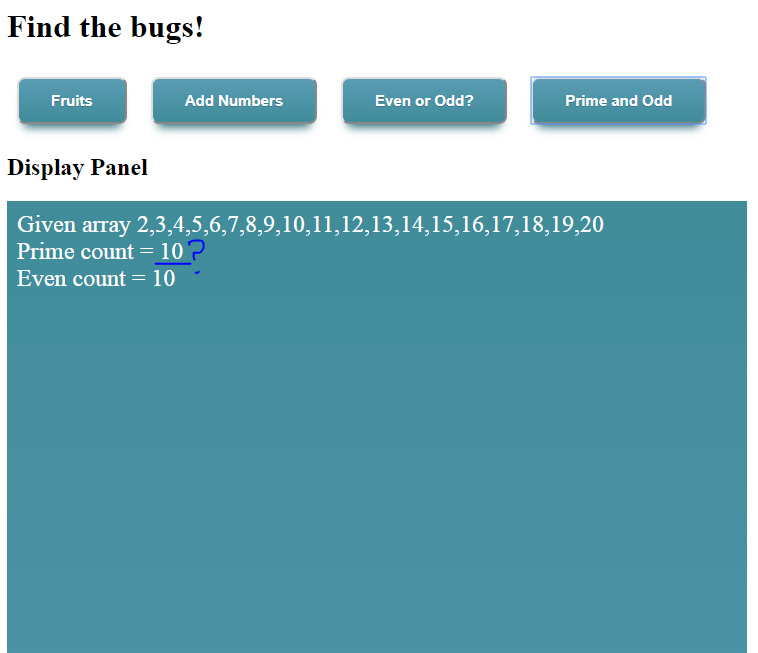 Find the bugs!
Fruits Add Numbers Even or Odd? Prime and Odd
Display Panel
Given array 2,3,4,5,6,7,8,9,10,11,12,13,14,15,16,17,18,19,20
Prime count = 10 ?
Even count = 10